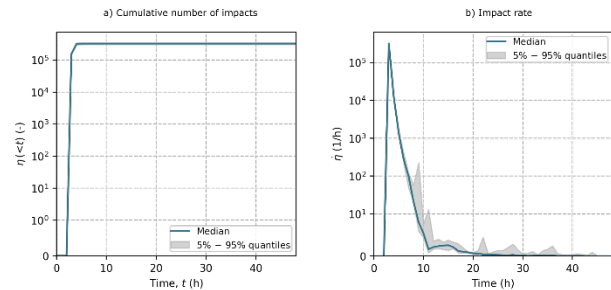 a) Cumulative number of impacts
10⁵
10⁴
10³
10²
10¹
10⁰
0
η(<t) (-)
Median
5% − 95% quantiles
0 10 20 30 40
Time, t (h)
b) Impact rate
Median
5% − 95% quantiles
10⁵
10⁴
10³
10²
10¹
0
η̇ (1/h)
0 10 20 30 40
Time (h)